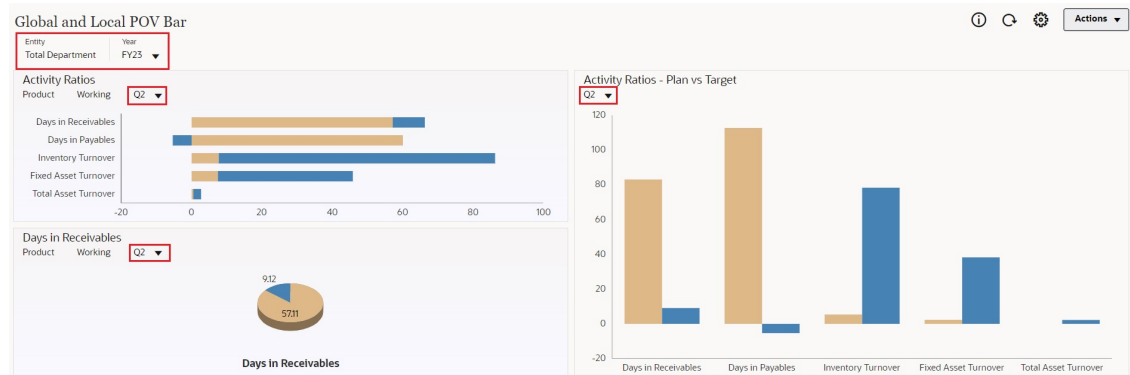 Global and Local POV Bar
Actions
Entity Year
Total Department FY23
Activity Ratios
Product Working Q2
Days in Receivables
Days in Payables
Inventory Turnover
Fixed Asset Turnover
Total Asset Turnover
-20 0 20 40 60 80 100
Days in Receivables
Product Working Q2
9.12
57.11
Days in Receivables
Activity Ratios - Plan vs Target
Q2
120
100
80
60
40
20
0
-20
Days in Receivables Days in Payables Inventory Turnover Fixed Asset Turnover Total Asset Turnover